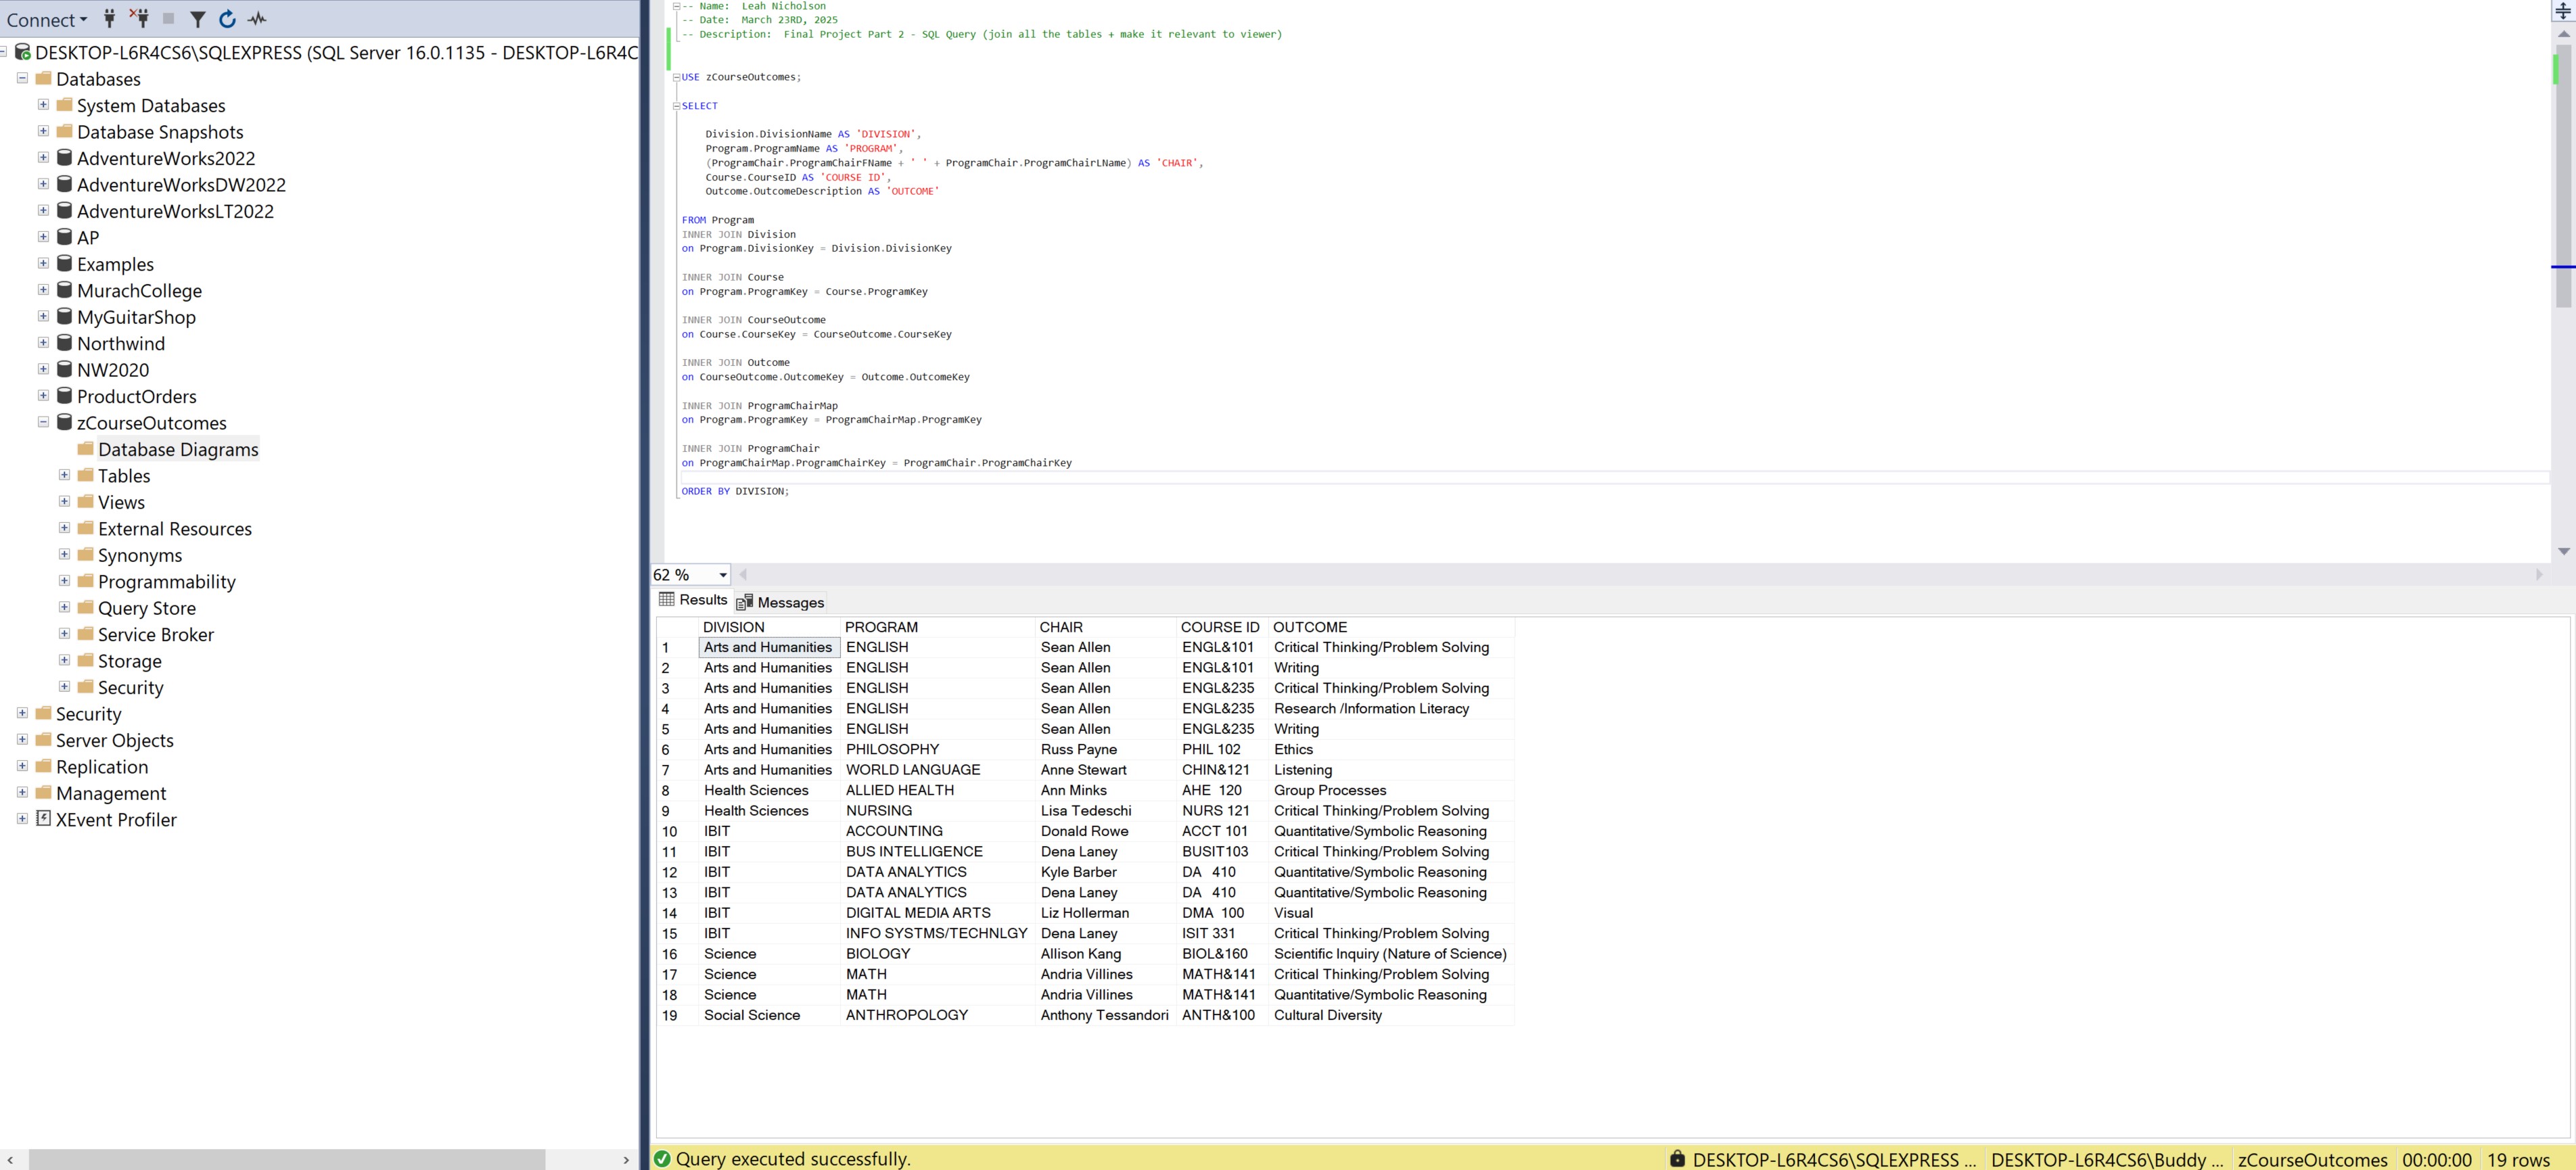 Connect
DESKTOP-L6R4CS6\SQLEXPRESS (SQL Server 16.0.1135 - DESKTOP-L6R4C
Databases
System Databases
Database Snapshots
AdventureWorks2022
AdventureWorksDW2022
AdventureWorksLT2022
AP
Examples
MurachCollege
MyGuitarShop
Northwind
NW2020
ProductOrders
zCourseOutcomes
Database Diagrams
Tables
Views
External Resources
Synonyms
Programmability
Query Store
Service Broker
Storage
Security
Security
Server Objects
Replication
Management
XEvent Profiler
-- Name:  Leah Nicholson
-- Date:  March 23RD, 2025
-- Description:  Final Project Part 2 - SQL Query (join all the tables + make it relevant to viewer)
USE zCourseOutcomes;
SELECT
Division.DivisionName AS 'DIVISION',
Program.ProgramName AS 'PROGRAM',
(ProgramChair.ProgramChairFName + ' ' + ProgramChair.ProgramChairLName) AS 'CHAIR',
Course.CourseID AS 'COURSE ID',
Outcome.OutcomeDescription AS 'OUTCOME'
FROM Program
INNER JOIN Division
on Program.DivisionKey = Division.DivisionKey
INNER JOIN Course
on Program.ProgramKey = Course.ProgramKey
INNER JOIN CourseOutcome
on Course.CourseKey = CourseOutcome.CourseKey
INNER JOIN Outcome
on CourseOutcome.OutcomeKey = Outcome.OutcomeKey
INNER JOIN ProgramChairMap
on Program.ProgramKey = ProgramChairMap.ProgramKey
INNER JOIN ProgramChair
on ProgramChairMap.ProgramChairKey = ProgramChair.ProgramChairKey
ORDER BY DIVISION;
62 %
Results Messages
DIVISION PROGRAM CHAIR COURSE ID OUTCOME
1 Arts and Humanities ENGLISH Sean Allen ENGL&101 Critical Thinking/Problem Solving
2 Arts and Humanities ENGLISH Sean Allen ENGL&101 Writing
3 Arts and Humanities ENGLISH Sean Allen ENGL&235 Critical Thinking/Problem Solving
4 Arts and Humanities ENGLISH Sean Allen ENGL&235 Research /Information Literacy
5 Arts and Humanities ENGLISH Sean Allen ENGL&235 Writing
6 Arts and Humanities PHILOSOPHY Russ Payne PHIL 102 Ethics
7 Arts and Humanities WORLD LANGUAGE Anne Stewart CHIN&121 Listening
8 Health Sciences ALLIED HEALTH Ann Minks AHE  120 Group Processes
9 Health Sciences NURSING Lisa Tedeschi NURS 121 Critical Thinking/Problem Solving
10 IBIT ACCOUNTING Donald Rowe ACCT 101 Quantitative/Symbolic Reasoning
11 IBIT BUS INTELLIGENCE Dena Laney BUSIT103 Critical Thinking/Problem Solving
12 IBIT DATA ANALYTICS Kyle Barber DA   410 Quantitative/Symbolic Reasoning
13 IBIT DATA ANALYTICS Dena Laney DA   410 Quantitative/Symbolic Reasoning
14 IBIT DIGITAL MEDIA ARTS Liz Hollerman DMA  100 Visual
15 IBIT INFO SYSTMS/TECHNLGY Dena Laney ISIT 331 Critical Thinking/Problem Solving
16 Science BIOLOGY Allison Kang BIOL&160 Scientific Inquiry (Nature of Science)
17 Science MATH Andria Villines MATH&141 Critical Thinking/Problem Solving
18 Science MATH Andria Villines MATH&141 Quantitative/Symbolic Reasoning
19 Social Science ANTHROPOLOGY Anthony Tessandori ANTH&100 Cultural Diversity
Query executed successfully. DESKTOP-L6R4CS6\SQLEXPRESS ... DESKTOP-L6R4CS6\Buddy ... zCourseOutcomes 00:00:00 19 rows